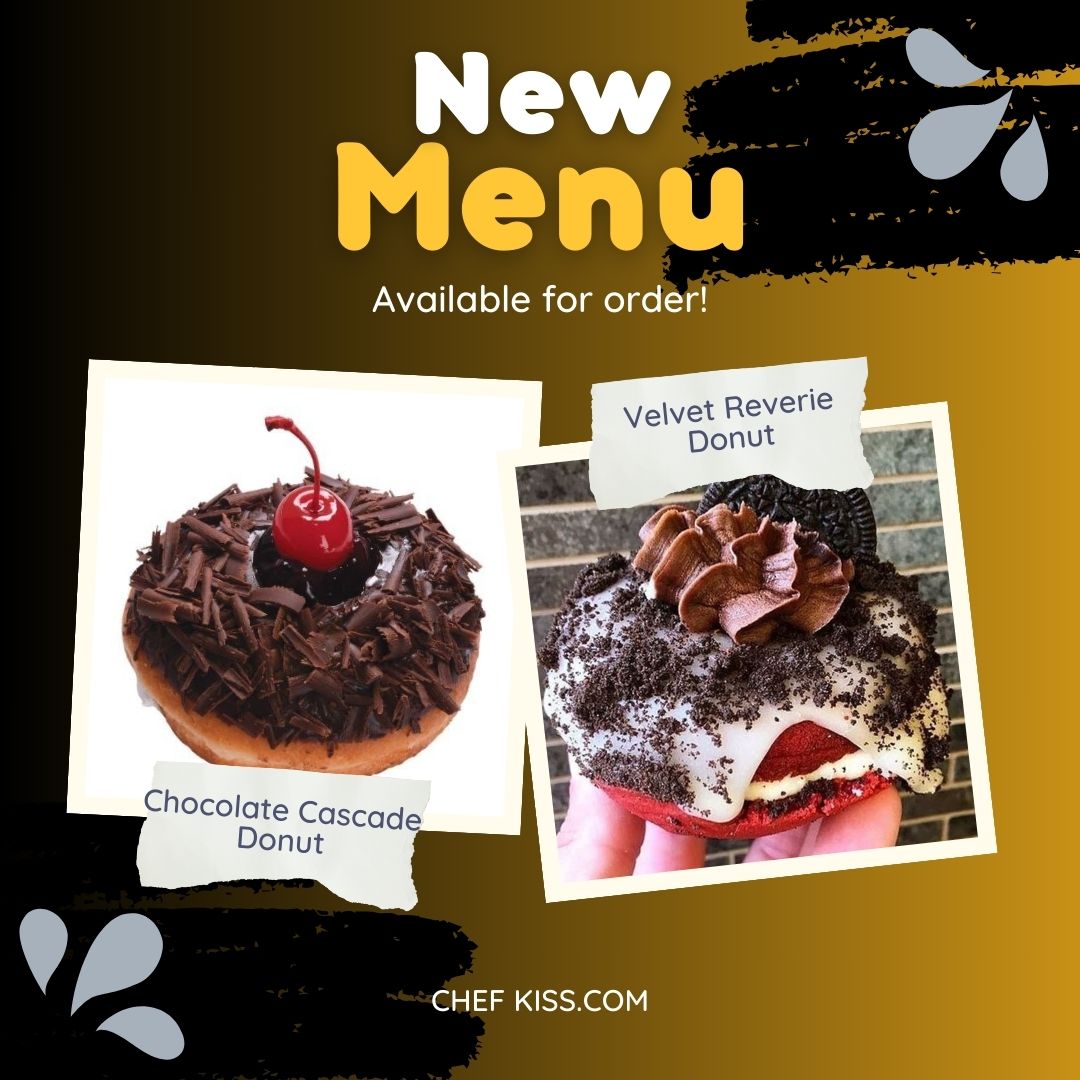 New
Menu
Available for order!
Velvet Reverie
Donut
Chocolate Cascade
Donut
CHEF KISS.COM